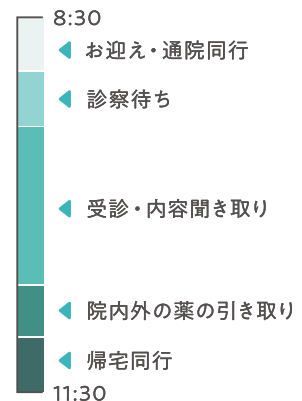 8:30
お迎え・通院同行
診察待ち
受診・内容聞き取り
院内外の薬の引き取り
帰宅同行
11:30